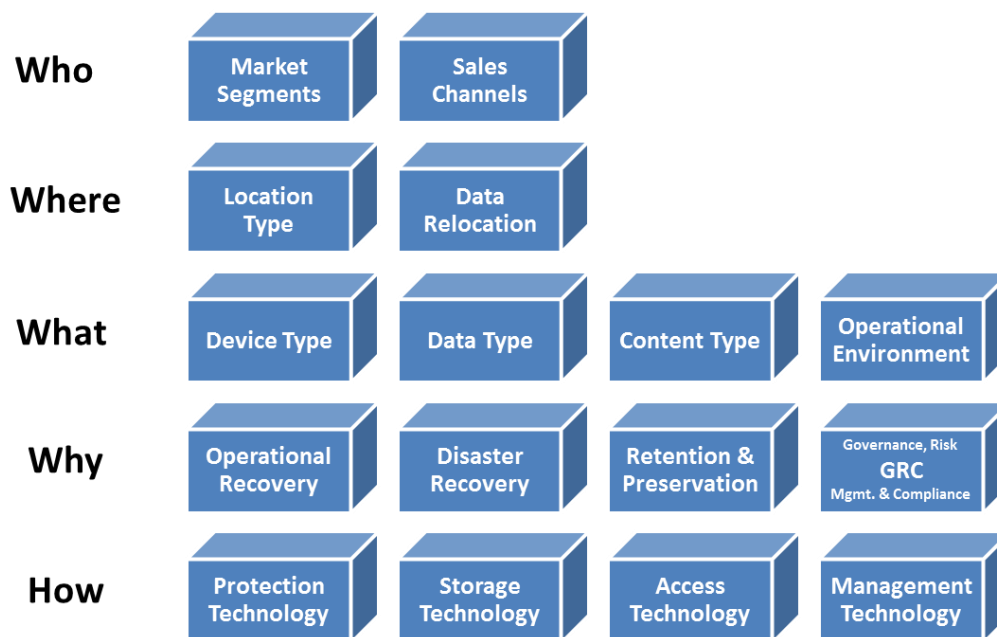 Who
Market
Segments
Sales
Channels
Where
Location
Type
Data
Relocation
What
Device Type
Data Type
Content Type
Operational
Environment
Why
Operational
Recovery
Disaster
Recovery
Retention &
Preservation
Governance, Risk
GRC
Mgmt. & Compliance
How
Protection
Technology
Storage
Technology
Access
Technology
Management
Technology